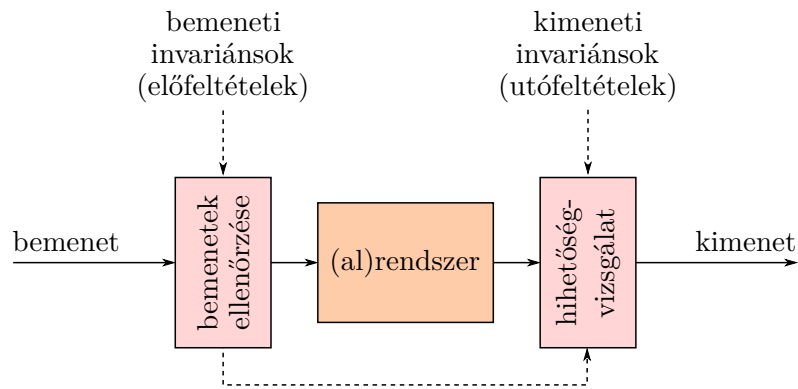 bemeneti
invariánsok
(előfeltételek)
kimeneti
invariánsok
(utófeltételek)
bemenet
bemenetek
ellenőrzése
(al)rendszer
hihetőség-
vizsgálat
kimenet